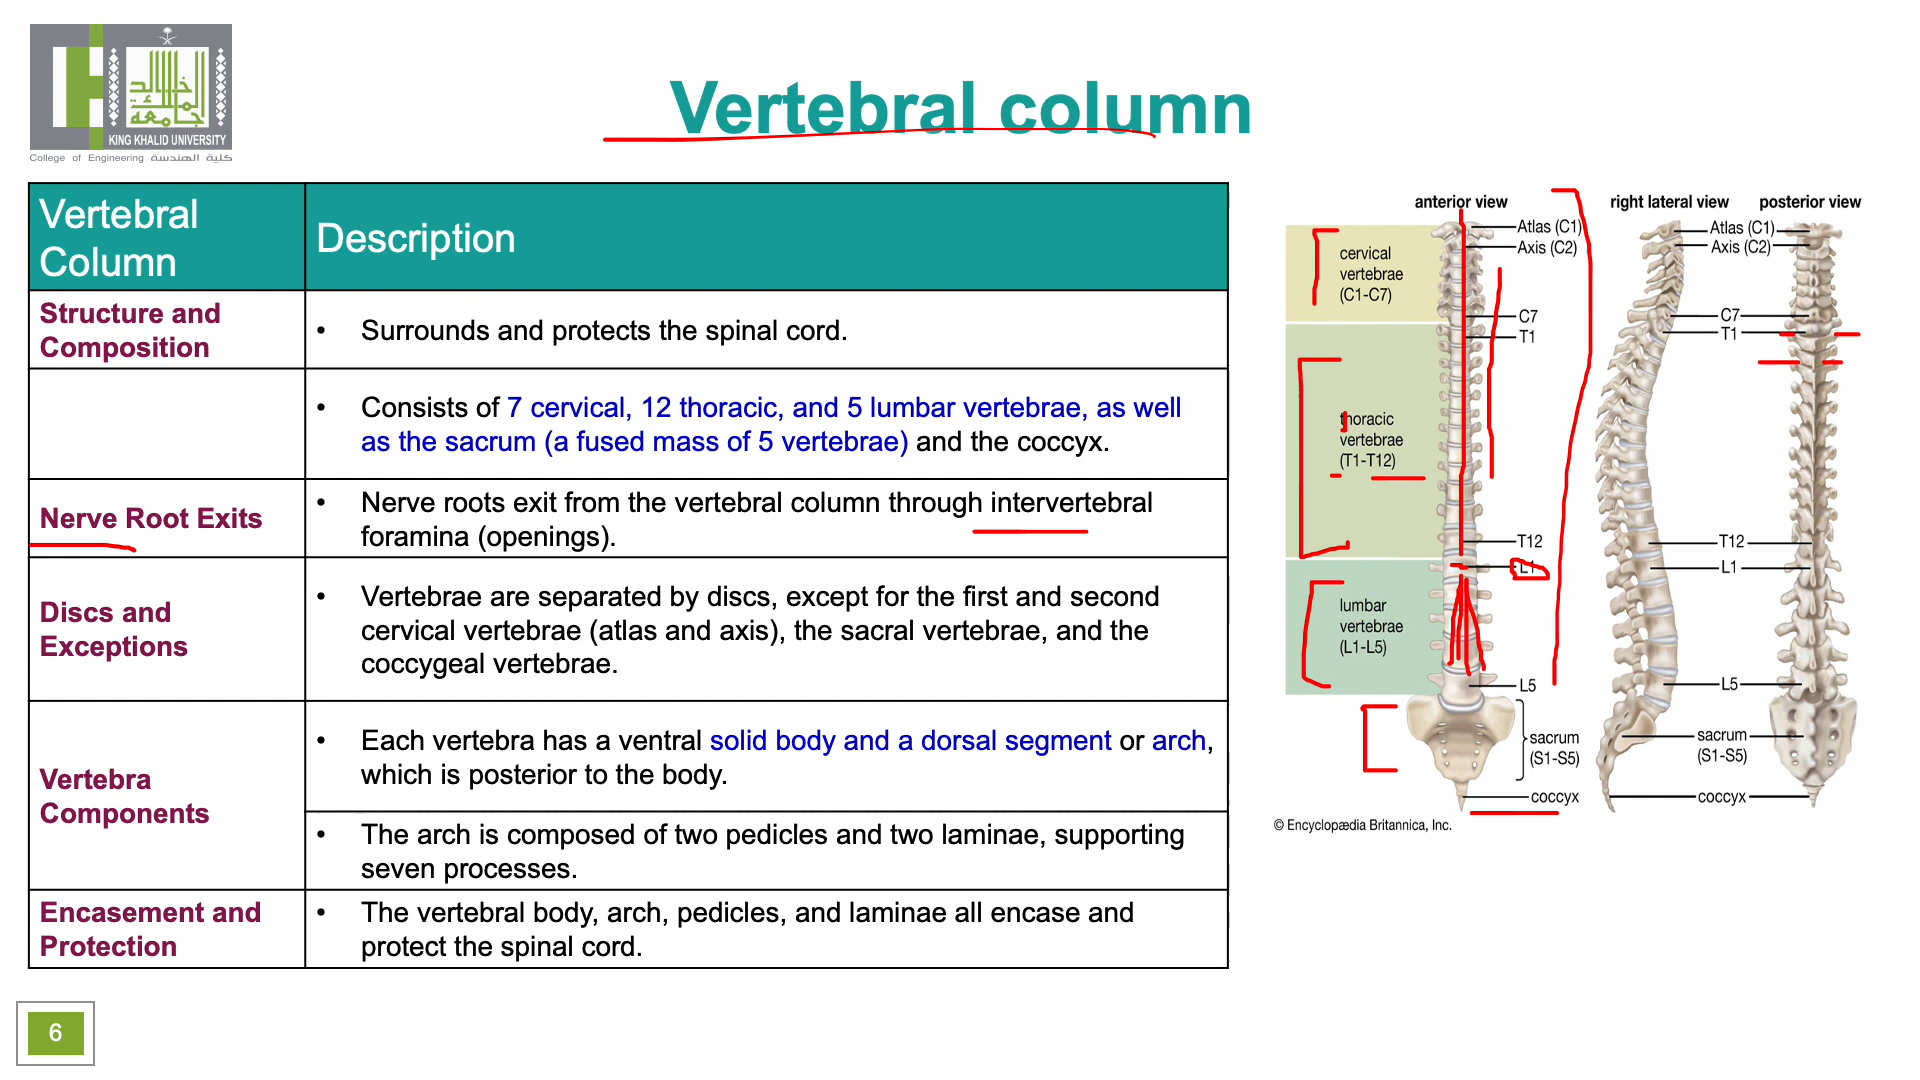 خالد
الملك
جامعة
KING KHALID UNIVERSITY
College of Engineering كلية الهندسة
Vertebral column
Vertebral
Column
Description
Structure and
Composition
• Surrounds and protects the spinal cord.
• Consists of 7 cervical, 12 thoracic, and 5 lumbar vertebrae, as well
as the sacrum (a fused mass of 5 vertebrae) and the coccyx.
Nerve Root Exits
• Nerve roots exit from the vertebral column through intervertebral
foramina (openings).
Discs and
Exceptions
• Vertebrae are separated by discs, except for the first and second
cervical vertebrae (atlas and axis), the sacral vertebrae, and the
coccygeal vertebrae.
Vertebra
Components
• Each vertebra has a ventral solid body and a dorsal segment or arch,
which is posterior to the body.
• The arch is composed of two pedicles and two laminae, supporting
seven processes.
Encasement and
Protection
• The vertebral body, arch, pedicles, and laminae all encase and
protect the spinal cord.
anterior view
Atlas (C1)
Axis (C2)
cervical
vertebrae
(C1-C7)
C7
T1
thoracic
vertebrae
(T1-T12)
T12
L1
lumbar
vertebrae
(L1-L5)
L5
sacrum
(S1-S5)
coccyx
right lateral view
posterior view
Atlas (C1)
Axis (C2)
C7
T1
T12
L1
L5
sacrum
(S1-S5)
coccyx
© Encyclopædia Britannica, Inc.
6